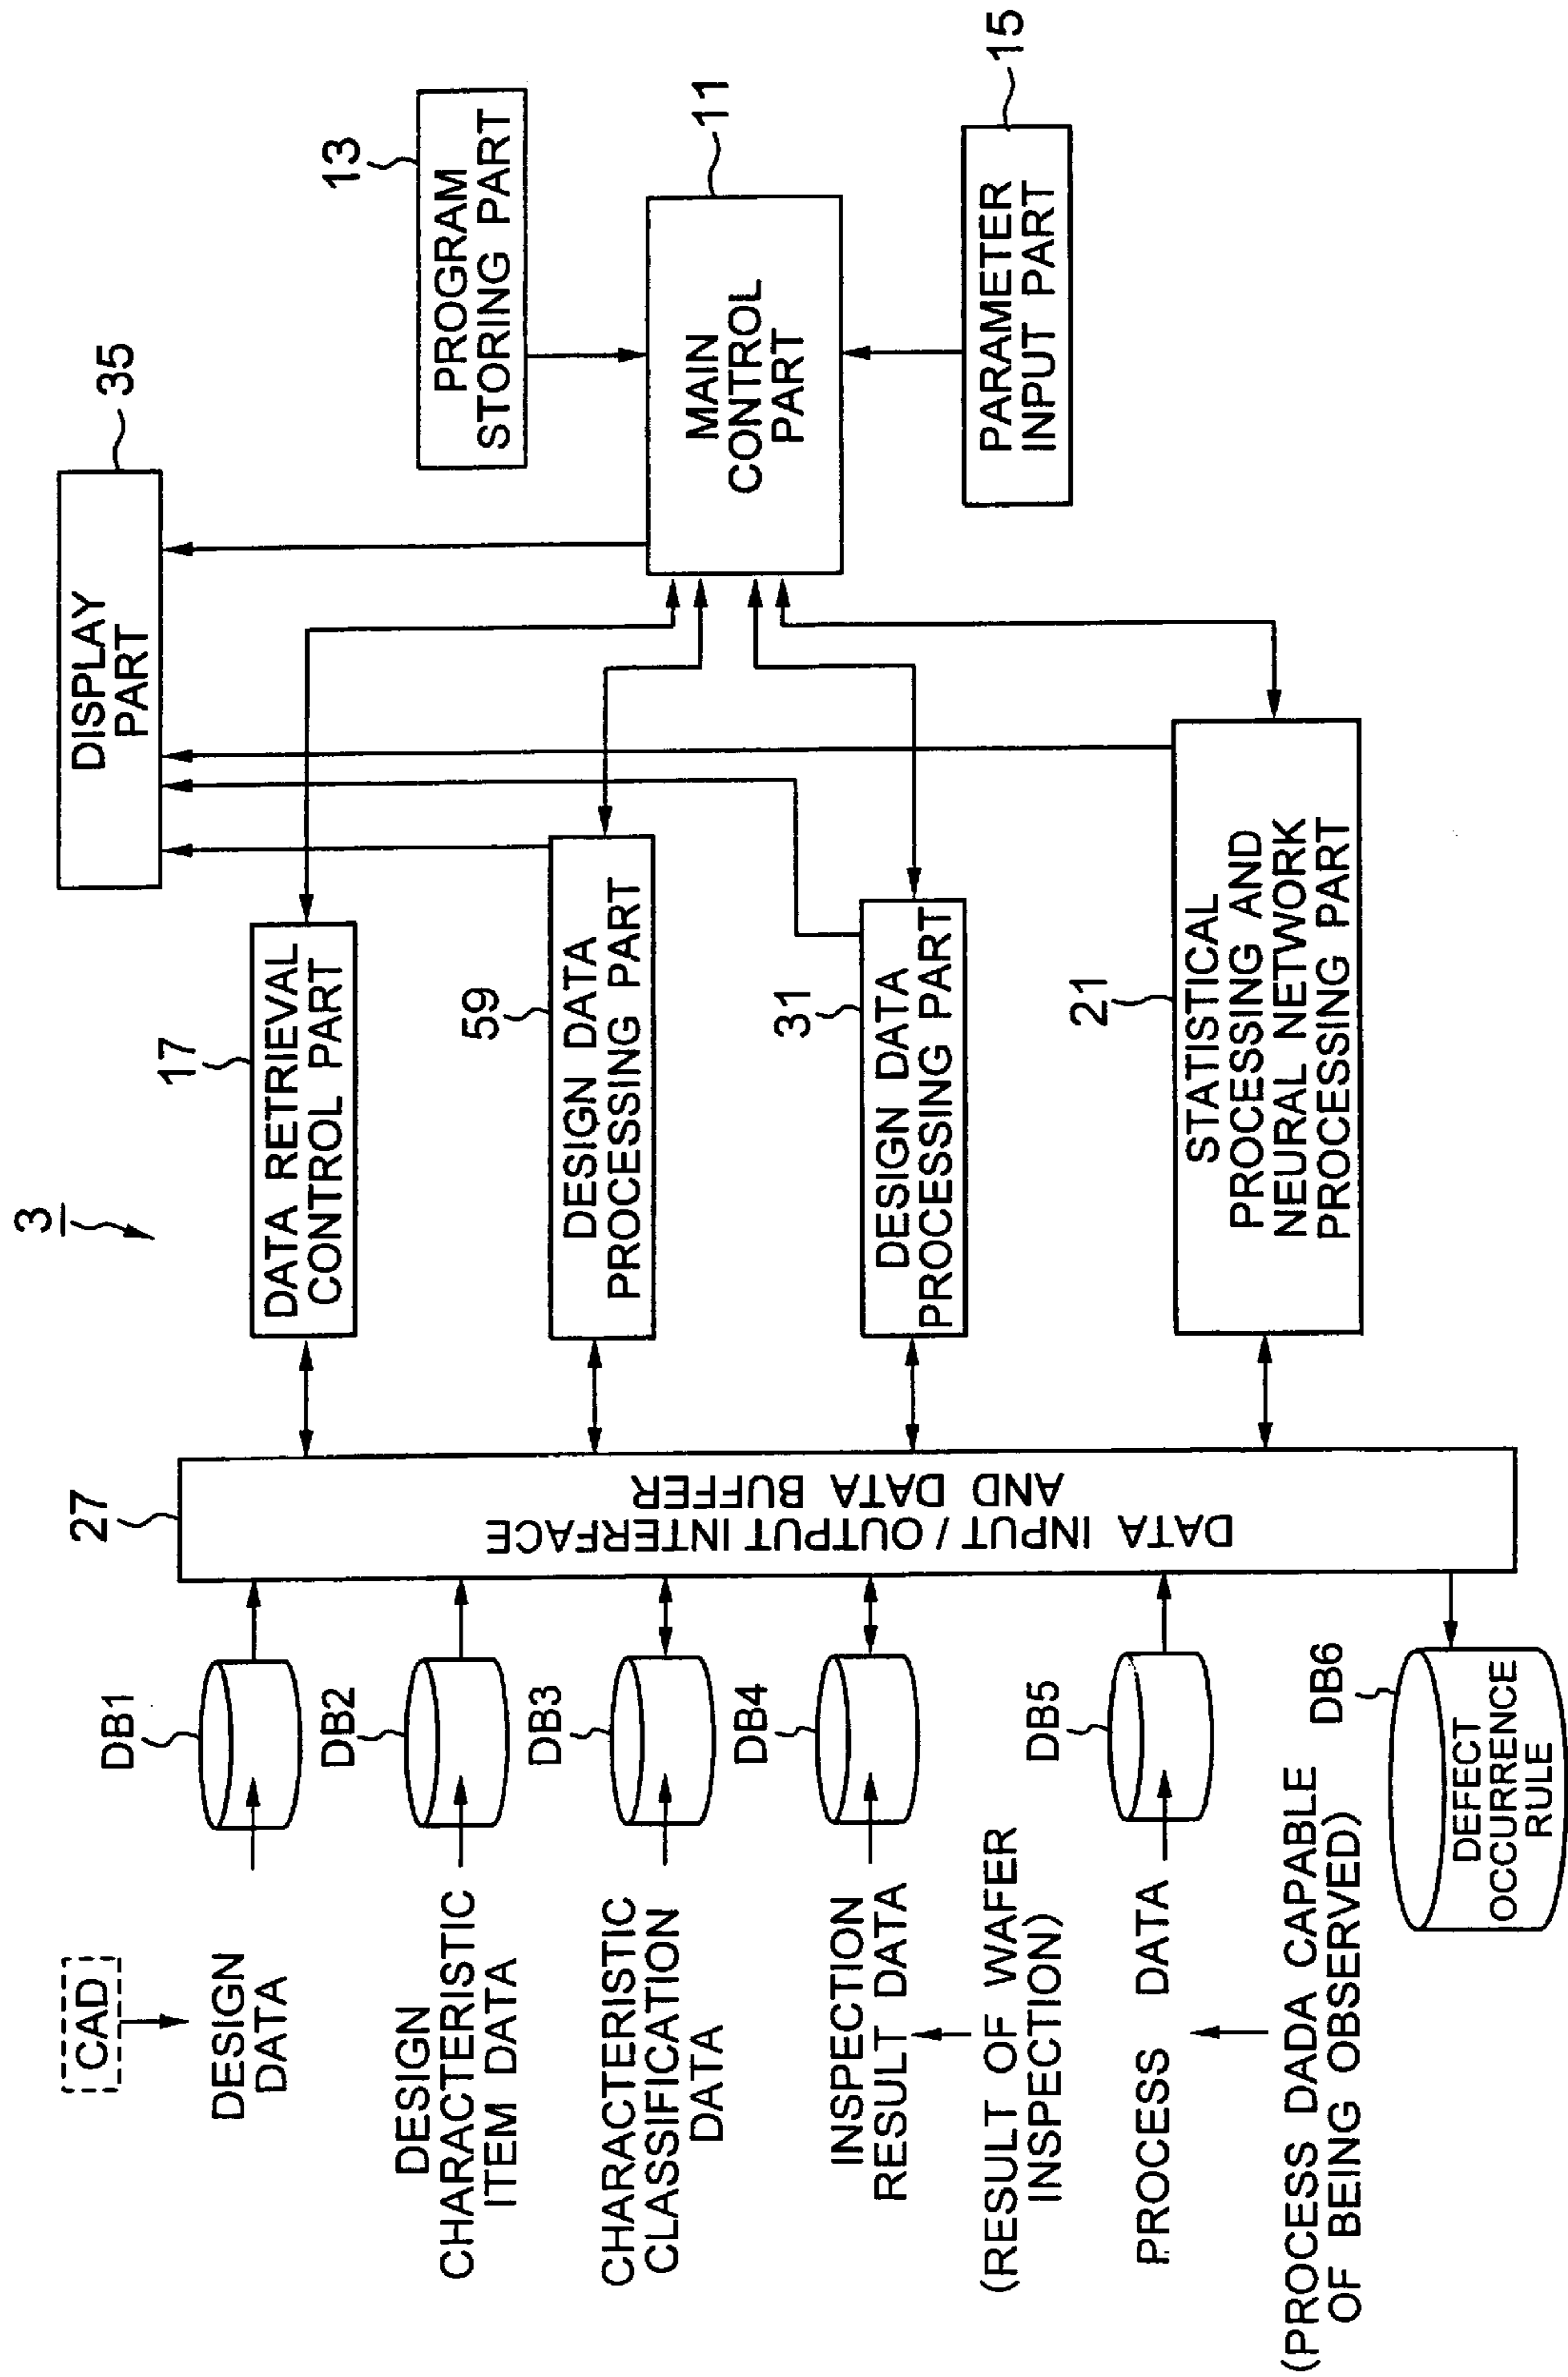 3
CAD
DESIGN
DATA
DB1
DESIGN
CHARACTERISTIC
ITEM DATA
DB2
CHARACTERISTIC
CLASSIFICATION
DATA
DB3
INSPECTION
RESULT DATA
(RESULT OF WAFER
INSPECTION)
DB4
PROCESS DATA
(PROCESS DADA CAPABLE
OF BEING OBSERVED)
DB5
DB6
DEFECT
OCCURRENCE
RULE
27
DATA INPUT / OUTPUT INTERFACE
AND DATA BUFFER
17
DATA RETRIEVAL
CONTROL PART
59
DESIGN DATA
PROCESSING PART
31
DESIGN DATA
PROCESSING PART
21
STATISTICAL
PROCESSING AND
NEURAL NETWORK
PROCESSING PART
35
DISPLAY
PART
13
PROGRAM
STORING PART
11
MAIN
CONTROL
PART
15
PARAMETER
INPUT PART